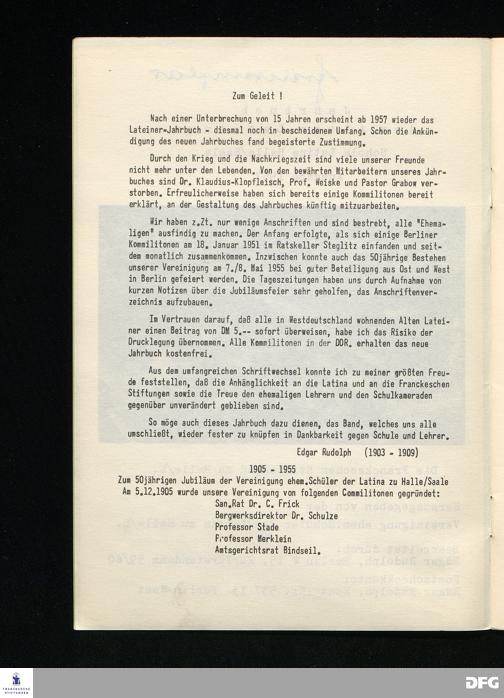 Zum Geleit !
Nach einer Unterbrechung von 15 Jahren erscheint ab 1957 wieder das
Lateiner-Jahrbuch - diesmal noch in bescheidenem Umfang. Schon die Ankün-
digung des neuen Jahrbuches fand begeisterte Zustimmung.
Durch den Krieg und die Nachkriegszeit sind viele unserer Freunde
nicht mehr unter den Lebenden. Von den bewährten Mitarbeitern unseres Jahr-
buches sind Dr. Klaudius-Klopfleisch, Prof. Weiske und Pastor Grabow ver-
storben. Erfreulicherweise haben sich bereits einige Kommilitonen bereit
erklärt, an der Gestaltung des Jahrbuches künftig mitzuarbeiten.
Wir haben z.Zt. nur wenige Anschriften und sind bestrebt, alle "Ehema-
ligen" ausfindig zu machen. Der Anfang erfolgte, als sich einige Berliner
Kommilitonen am 18. Januar 1951 im Ratskeller Steglitz einfanden und seit-
dem monatlich zusammenkommen. Inzwischen konnte auch das 50jährige Bestehen
unserer Vereinigung am 7./8. Mai 1955 bei guter Beteiligung aus Ost und West
in Berlin gefeiert werden. Die Tageszeitungen haben uns durch Aufnahme von
kurzen Notizen über die Jubiläumsfeier sehr geholfen, das Anschriftenver-
zeichnis aufzubauen.
Im Vertrauen darauf, daß alle in Westdeutschland wohnenden Alten Latei-
ner einen Beitrag von DM 5.-- sofort überweisen, habe ich das Risiko der
Drucklegung übernommen. Alle Kommilitonen in der DDR. erhalten das neue
Jahrbuch kostenfrei.
Aus dem umfangreichen Schriftwechsel konnte ich zu meiner größten Freu-
de feststellen, daß die Anhänglichkeit an die Latina und an die Franckeschen
Stiftungen sowie die Treue den ehemaligen Lehrern und den Schulkameraden
gegenüber unverändert geblieben sind.
So möge auch dieses Jahrbuch dazu dienen, das Band, welches uns alle
umschließt, wieder fester zu knüpfen in Dankbarkeit gegen Schule und Lehrer.
Edgar Rudolph (1903 - 1909)
1905 - 1955
Zum 50jährigen Jubiläum der Vereinigung ehem.Schüler der Latina zu Halle/Saale
Am 5.12.1905 wurde unsere Vereinigung von folgenden Commilitonen gegründet:
San.Rat Dr. C. Frick
Bergwerksdirektor Dr. Schulze
Professor Stade
Professor Merklein
Amtsgerichtsrat Bindseil.
FRANCKESCHE
STIFTUNGEN
DFG